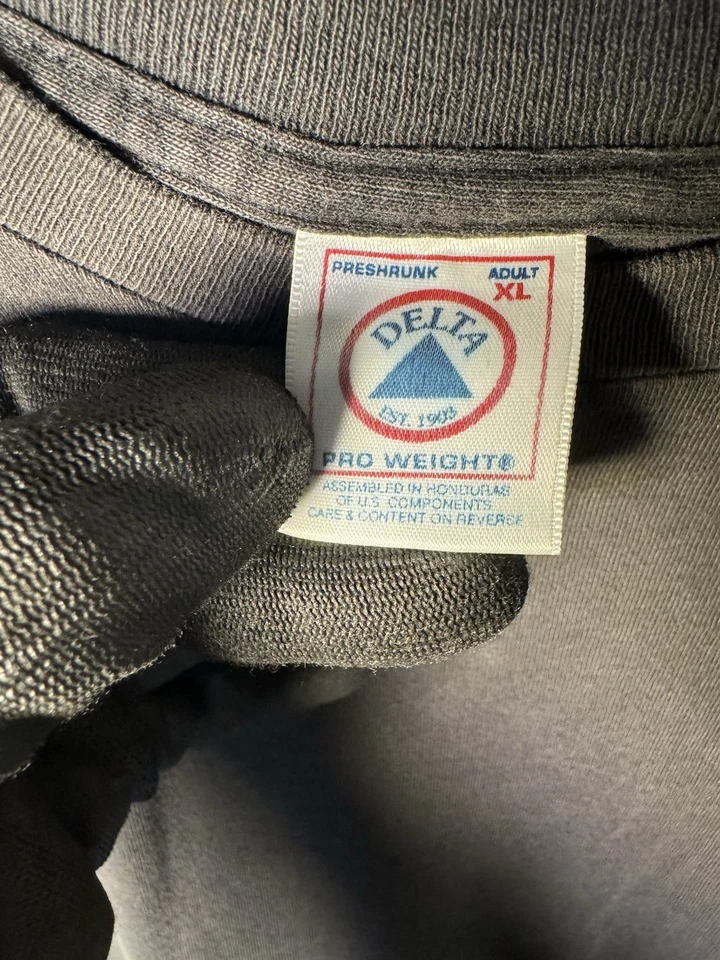 PRESHRUNK ADULT
XL
DELTA
EST. 1903
PRO WEIGHT®
ASSEMBLED IN HONDURAS
OF U.S. COMPONENTS
CARE & CONTENT ON REVERSE